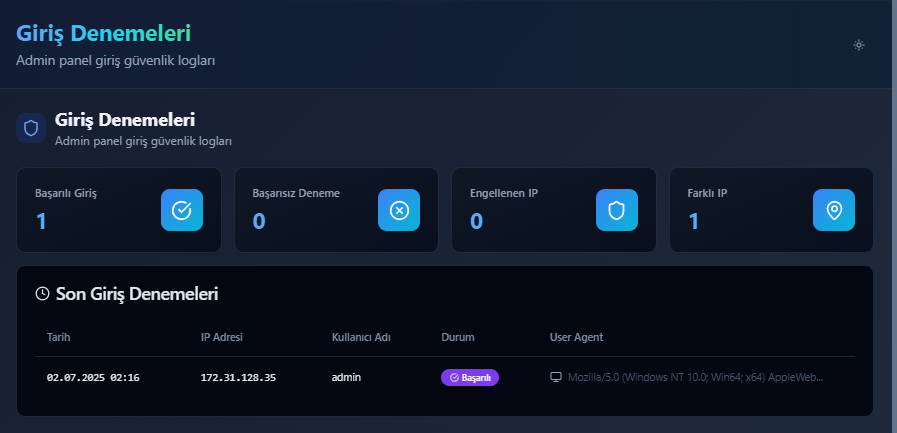 Giriş Denemeleri
Admin panel giriş güvenlik logları
Giriş Denemeleri
Admin panel giriş güvenlik logları
Başarılı Giriş
1
Başarısız Deneme
0
Engellenen IP
0
Farklı IP
1
Son Giriş Denemeleri
Tarih IP Adresi Kullanıcı Adı Durum User Agent
02.07.2025 02:16 172.31.128.35 admin Başarılı Mozilla/5.0 (Windows NT 10.0; Win64; x64) AppleWeb...